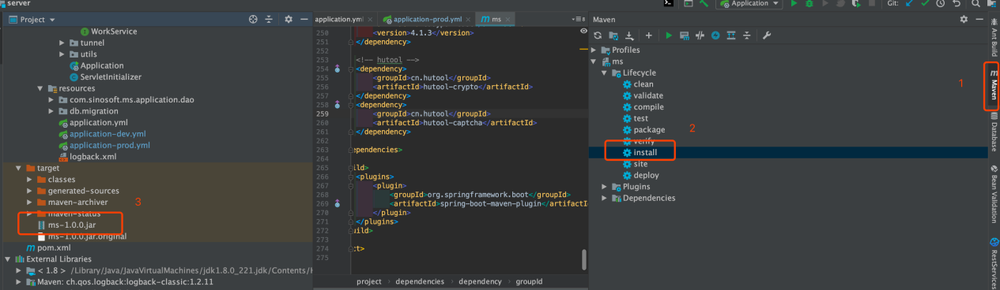 server
Application
Git:
Project
WorkService
tunnel
utils
Application
ServletInitializer
resources
com.sinosoft.ms.application.dao
db.migration
application.yml
application-dev.yml
application-prod.yml
logback.xml
target
classes
generated-sources
maven-archiver
3
maven-status
ms-1.0.0.jar
ms-1.0.0.jar.original
pom.xml
External Libraries
< 1.8 > /Library/Java/JavaVirtualMachines/jdk1.8.0_221.jdk/Contents/
Maven: ch.qos.logback:logback-classic:1.2.11
application.yml
application-prod.yml
ms
8
250 <version>4.1.3</version>
251 </dependency>
252
253 <!-- hutool -->
254 <dependency>
255 <groupId>cn.hutool</groupId>
256 <artifactId>hutool-crypto</artifactId>
257 </dependency>
258 <dependency>
259 <groupId>cn.hutool</groupId>
260 <artifactId>hutool-captcha</artifactId>
261 </dependency>
262
263 ependencies>
264
265 ild>
266 <plugins>
267 <plugin>
268 <groupId>org.springframework.boot</groupId>
269 <artifactId>spring-boot-maven-plugin</artifactId
270 </plugin>
271 </plugins>
272 uild>
273
274 ct>
275
project › dependencies › dependency › groupId
Maven
Profiles
ms
Lifecycle
clean
validate
compile
test
package
verify
install
site
deploy
Plugins
Dependencies
1
2
Ant Build
Maven
Database
Bean Validation
RestServices